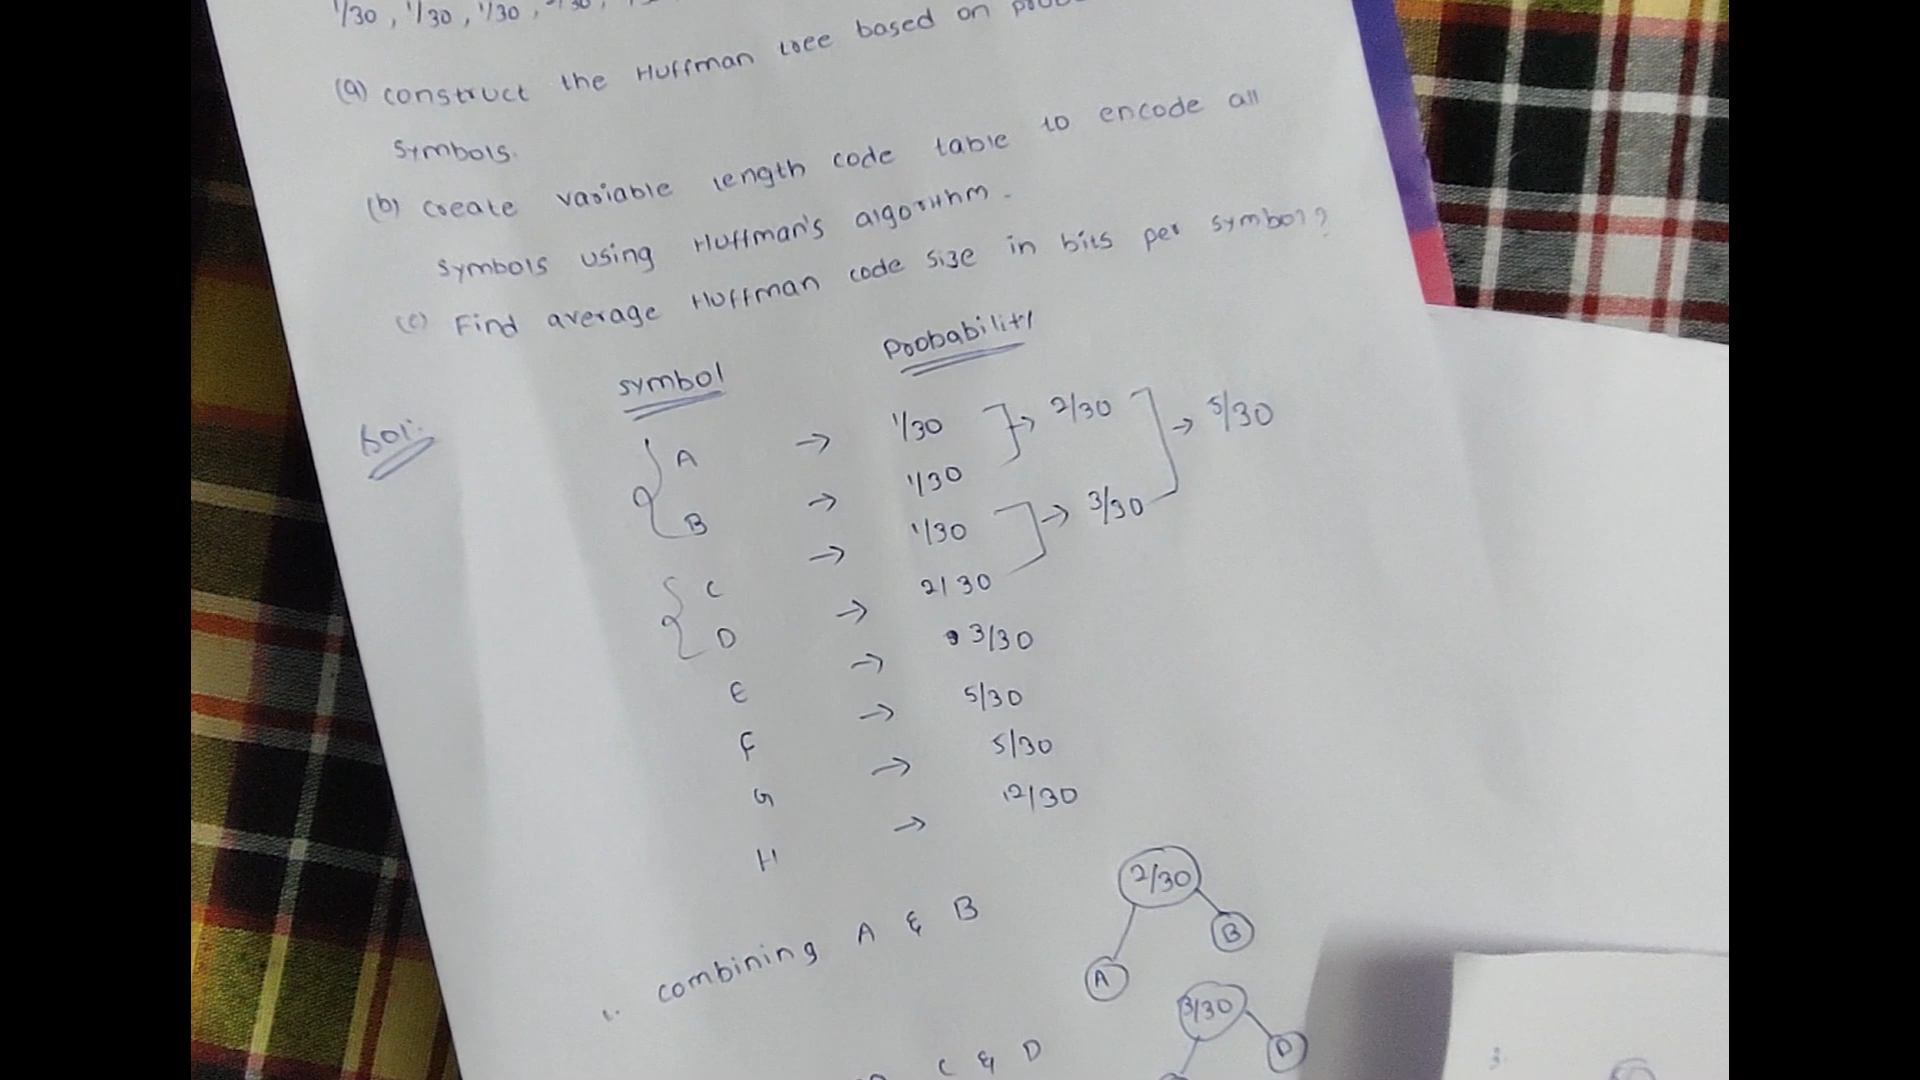 1/30, 1/30, 1/30, 2/30,
(a) construct the Huffman tree based on
symbols.
(b) create variable length code table to encode all
symbols using Huffman's algorithm.
(c) Find average Huffman code size in bits per symbol?
Sol:
symbol Probability
A → 1/30 → 2/30 → 5/30
B → 1/30
C → 1/30 → 3/30
D → 2/30
E → 3/30
F → 5/30
G → 5/30
H → 12/30
1. combining A & B
2/30
A B
C & D
3/30
D